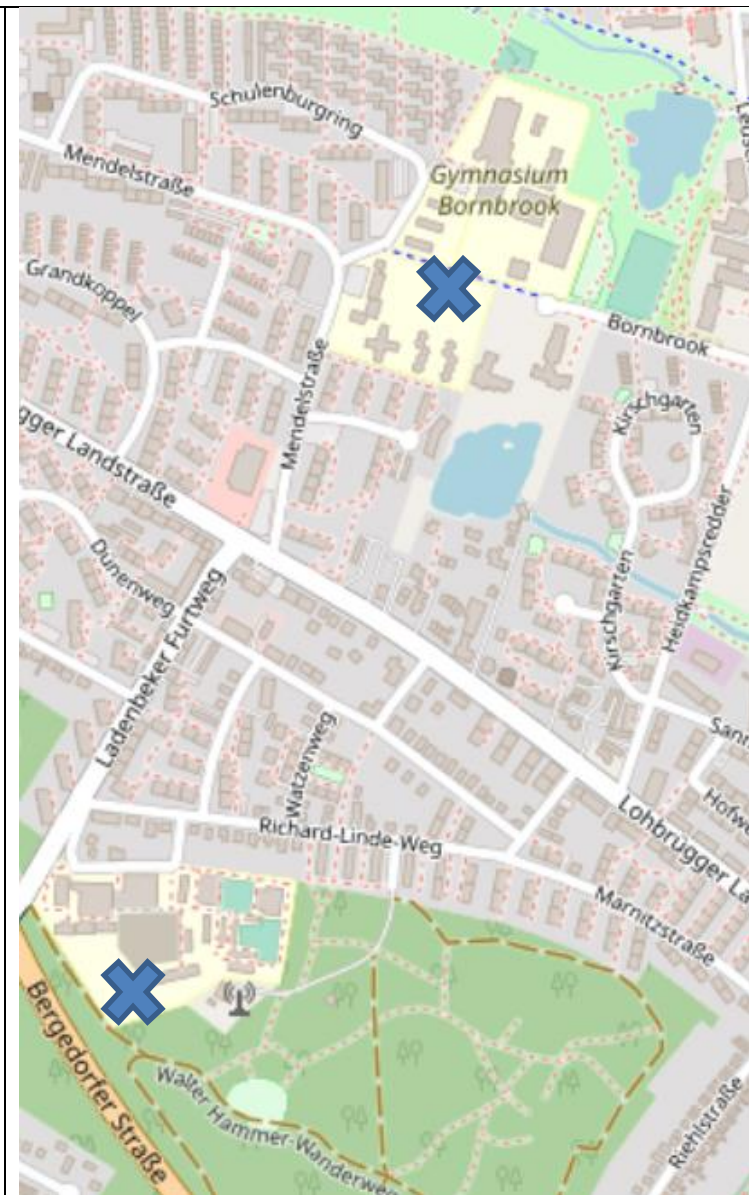 Schulenburgring
Mendelstraße
Gymnasium
Bornbrook
Grandkoppel
Bornbrook
Mendelstraße
Kirschgarten
gger Landstraße
Dünenweg
Ladenbeker Furtweg
Kirschgarten
Heidkampsredder
Watzenweg
Richard-Linde-Weg
Lohbrügger La
Marnitzstraße
Bergedorfer Straße
Walter Hammer-Wanderweg
Riehlstraße